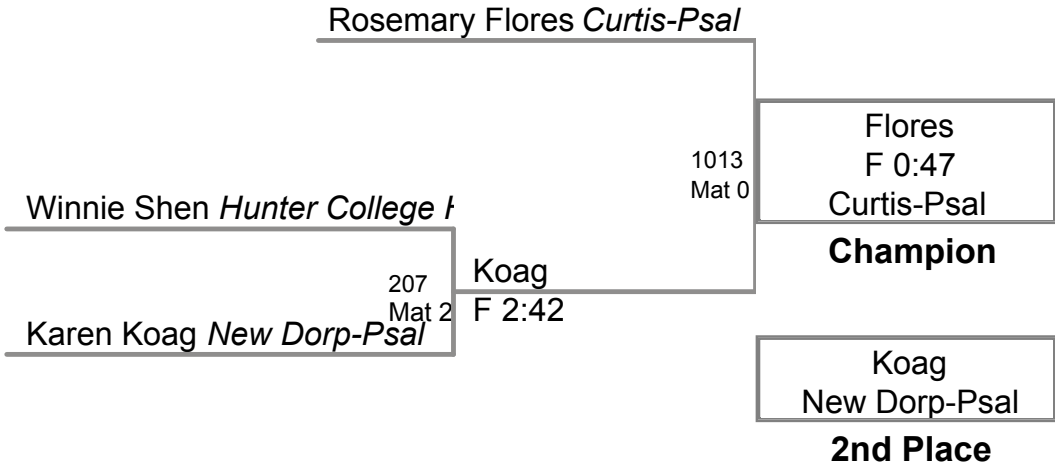 Rosemary Flores Curtis-Psal
Flores
F 0:47
Curtis-Psal
Champion
1013
Mat 0
Winnie Shen Hunter College
207
Mat 2
Koag
F 2:42
Karen Koag New Dorp-Psal
Koag
New Dorp-Psal
2nd Place